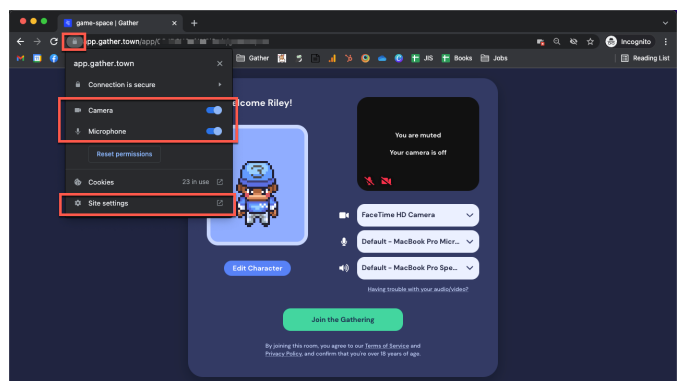 game-space | Gather
app.gather.town/app/
Incognito
Gather
JIS
Books
Jobs
Reading List
app.gather.town
Connection is secure
Camera
Microphone
Reset permissions
Cookies
23 in use
Site settings
elcome Riley!
You are muted
Your camera is off
FaceTime HD Camera
Default - MacBook Pro Micr...
Default - MacBook Pro Spe...
Edit Character
Having trouble with your audio/video?
Join the Gathering
By joining this room, you agree to our Terms of Service and
Privacy Policy, and confirm that you're over 18 years of age.